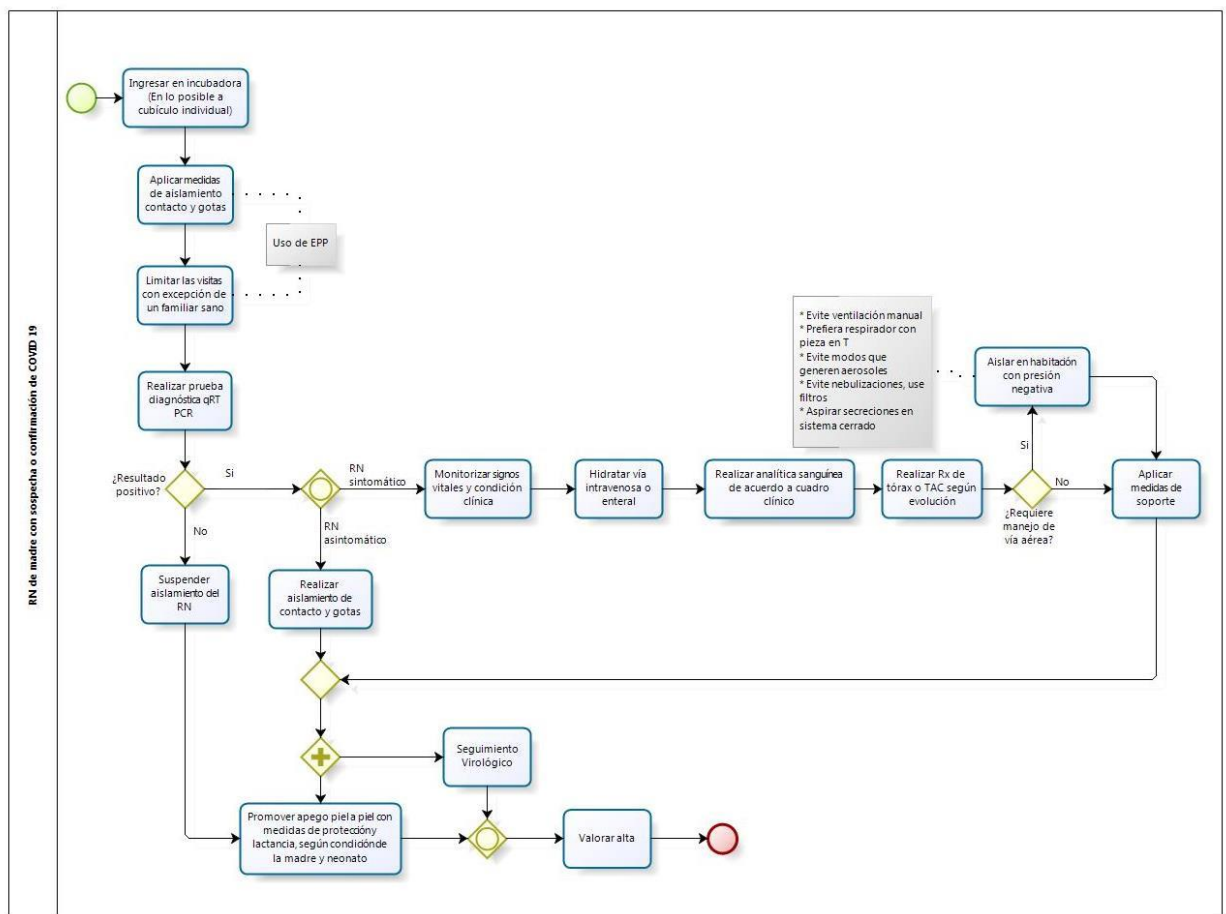 RN de madre con sospecha o confirmación de COVID 19
Ingresar en incubadora
(En lo posible a
cubículo individual)
Aplicar medidas
de aislamiento
contacto y gotas
Uso de EPP
Limitar las visitas
con excepción de
un familiar sano
Realizar prueba
diagnóstica qRT
PCR
¿Resultado
positivo?
Si
No
RN
sintomático
RN
asintomático
Monitorizar signos
vitales y condición
clínica
Hidratar vía
intravenosa o
enteral
Realizar analítica sanguínea
de acuerdo a cuadro
clínico
Realizar Rx de
tórax o TAC según
evolución
* Evite ventilación manual
* Prefiera respirador con
pieza en T
* Evite modos que
generen aerosoles
* Evite nebulizaciones, use
filtros
* Aspirar secreciones en
sistema cerrado
Aislar en habitación
con presión
negativa
Si
No
¿Requiere
manejo de
vía aérea?
Aplicar
medidas de
soporte
Suspender
aislamiento del
RN
Realizar
aislamiento de
contacto y gotas
Seguimiento
Virológico
Promover apego piel a piel con
medidas de protección y
lactancia, según condición de
la madre y neonato
Valorar alta